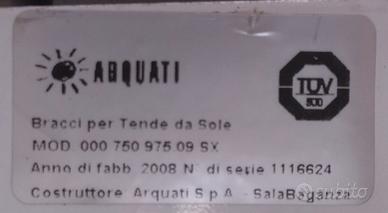 ARQUATI
TÜV
Bracci per Tende da Sole
MOD. 000 750 975 09 SX
Anno di fabb. 2008 N° di serie 1116624
Costruttore Arquati S.p.A. - SalaBaganza
subito